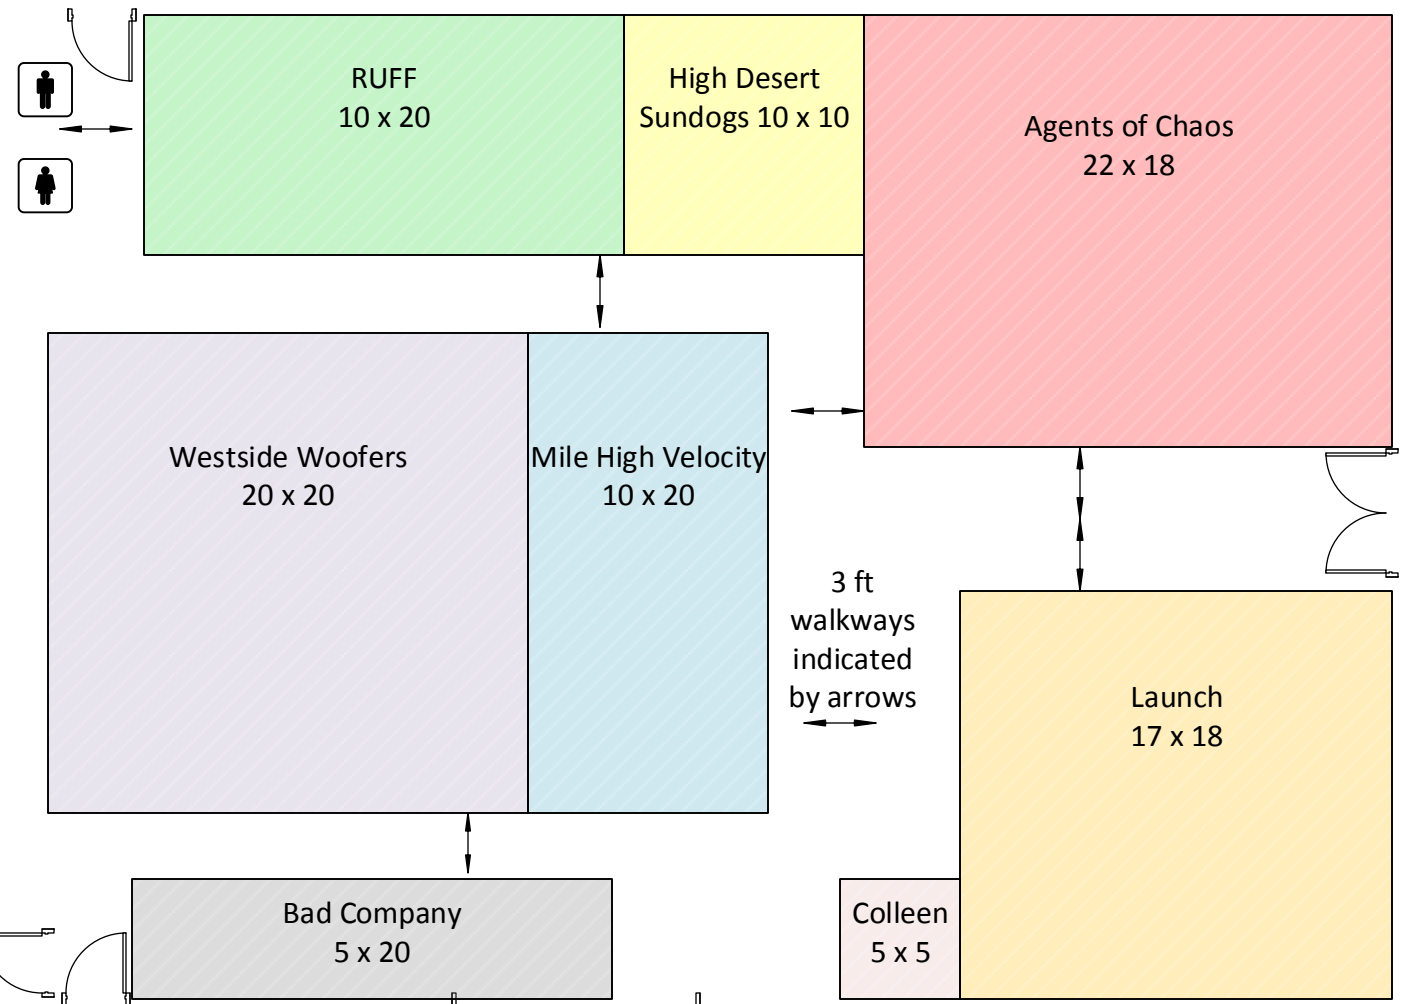 RUFF
10 x 20
High Desert
Sundogs 10 x 10
Agents of Chaos
22 x 18
Westside Woofers
20 x 20
Mile High Velocity
10 x 20
3 ft
walkways
indicated
by arrows
Launch
17 x 18
Bad Company
5 x 20
Colleen
5 x 5